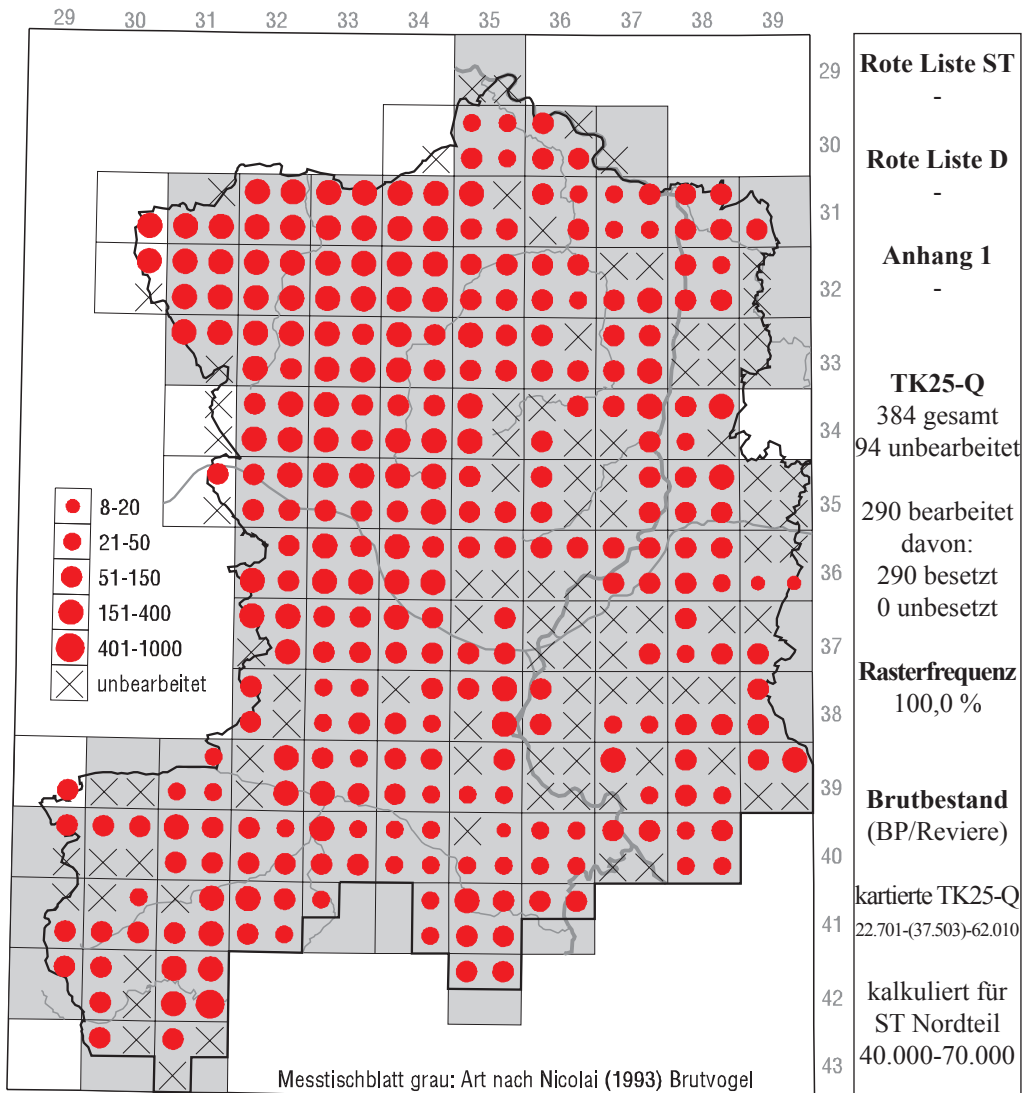 29 30 31 32 33 34 35 36 37 38 39
29
30
31
32
33
34
35
36
37
38
39
40
41
42
43
8-20
21-50
51-150
151-400
401-1000
unbearbeitet
Messtischblatt grau: Art nach Nicolai (1993) Brutvogel
Rote Liste ST
-
Rote Liste D
-
Anhang 1
-
TK25-Q
384 gesamt
94 unbearbeitet
290 bearbeitet
davon:
290 besetzt
0 unbesetzt
Rasterfrequenz
100,0 %
Brutbestand
(BP/Reviere)
kartierte TK25-Q
22.701-(37.503)-62.010
kalkuliert für
ST Nordteil
40.000-70.000